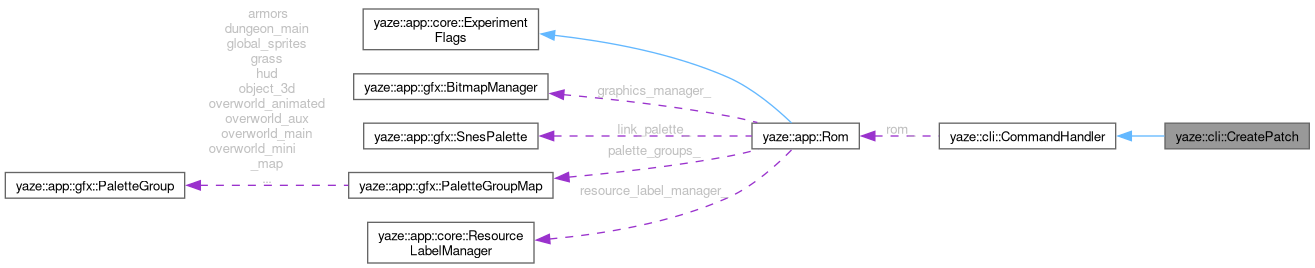 armors
dungeon_main
global_sprites
grass
hud
object_3d
overworld_animated
overworld_aux
overworld_main
overworld_mini
_map
...
yaze::app::gfx::PaletteGroup
yaze::app::core::Experiment
Flags
yaze::app::gfx::BitmapManager
yaze::app::gfx::SnesPalette
yaze::app::gfx::PaletteGroupMap
yaze::app::core::Resource
LabelManager
graphics_manager_
link_palette
palette_groups_
resource_label_manager_
yaze::app::Rom
rom
yaze::cli::CommandHandler
yaze::cli::CreatePatch